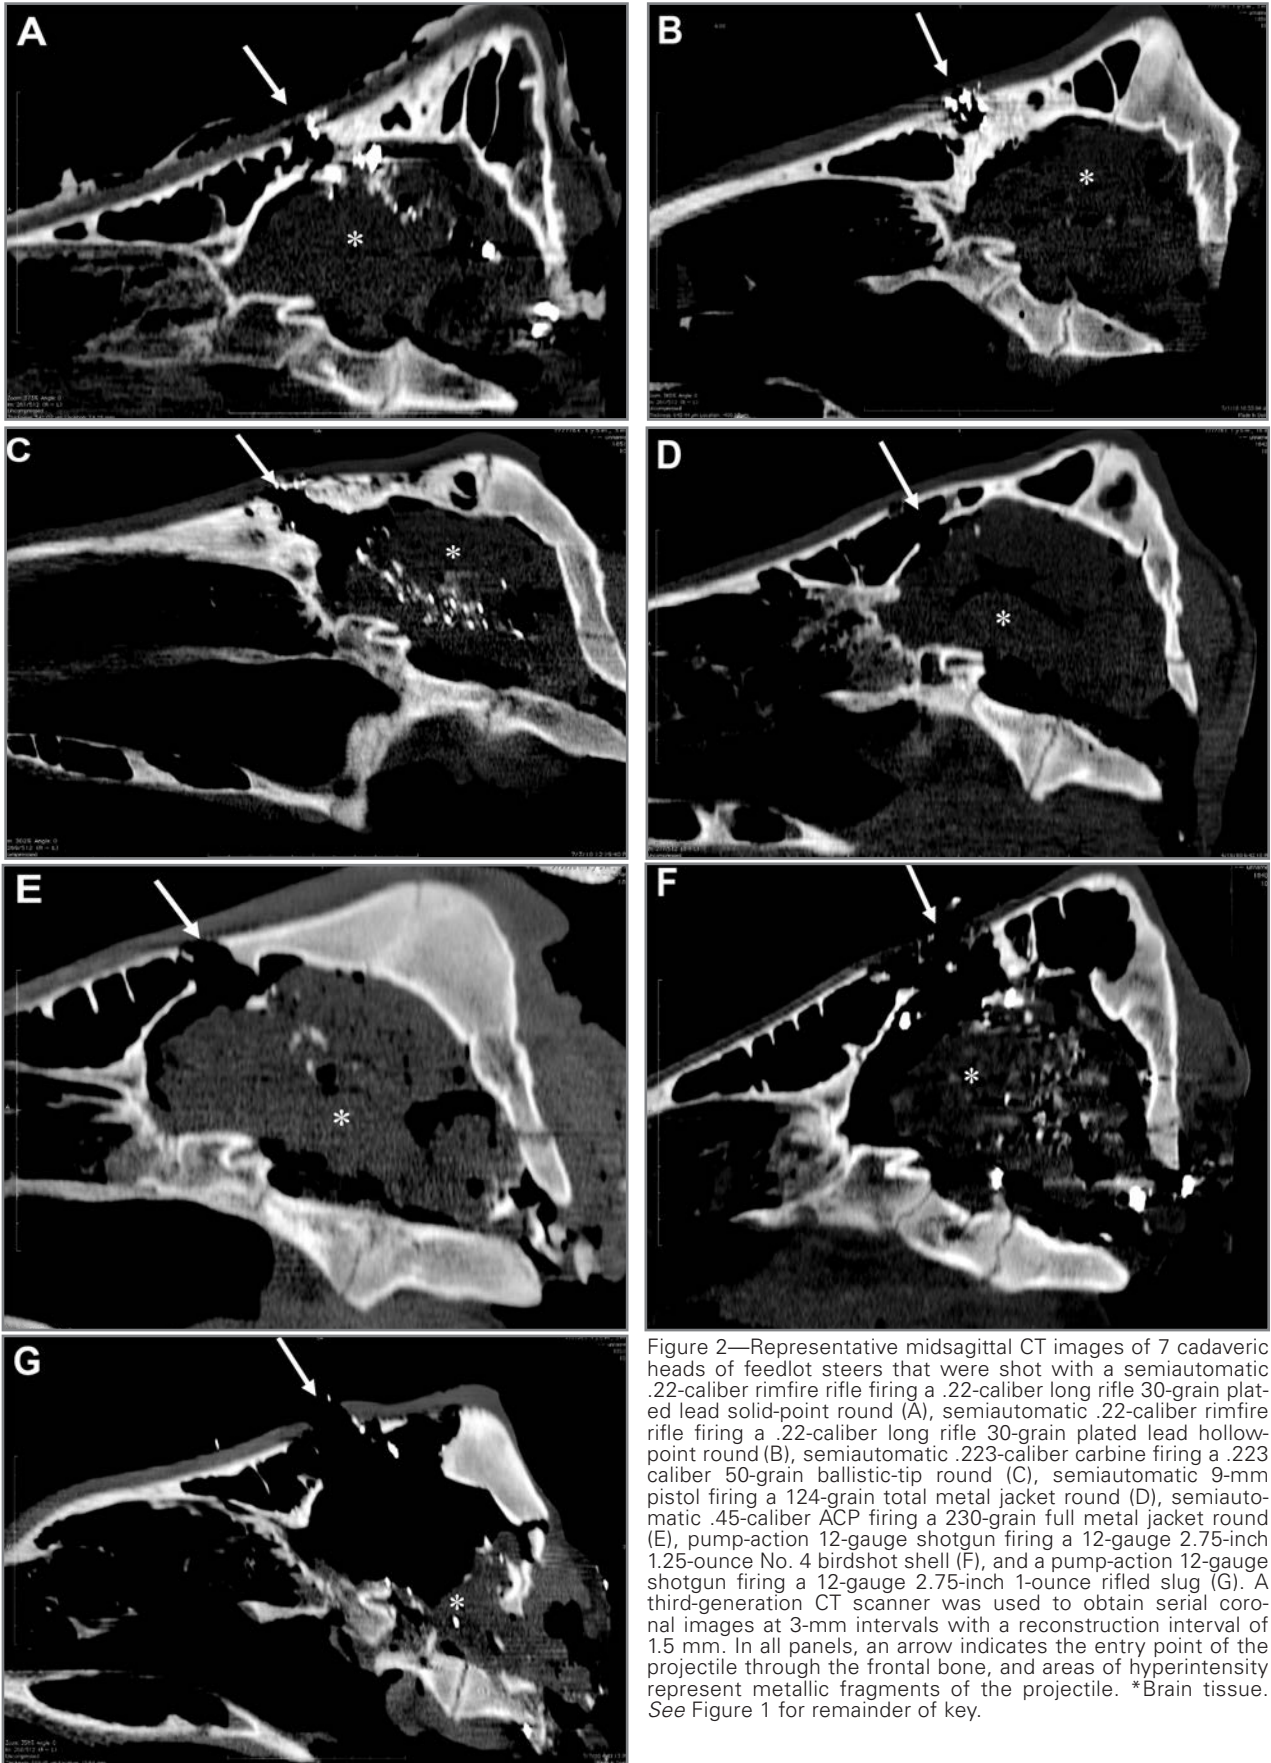 A
B
*
*
C
D
*
*
E
F
*
*
G
*
Figure 2—Representative midsagittal CT images of 7 cadaveric
heads of feedlot steers that were shot with a semiautomatic
.22-caliber rimfire rifle firing a .22-caliber long rifle 30-grain plat-
ed lead solid-point round (A), semiautomatic .22-caliber rimfire
rifle firing a .22-caliber long rifle 30-grain plated lead hollow-
point round (B), semiautomatic .223-caliber carbine firing a .223
caliber 50-grain ballistic-tip round (C), semiautomatic 9-mm
pistol firing a 124-grain total metal jacket round (D), semiauto-
matic .45-caliber ACP firing a 230-grain full metal jacket round
(E), pump-action 12-gauge shotgun firing a 12-gauge 2.75-inch
1.25-ounce No. 4 birdshot shell (F), and a pump-action 12-gauge
shotgun firing a 12-gauge 2.75-inch 1-ounce rifled slug (G). A
third-generation CT scanner was used to obtain serial coro-
nal images at 3-mm intervals with a reconstruction interval of
1.5 mm. In all panels, an arrow indicates the entry point of the
projectile through the frontal bone, and areas of hyperintensity
represent metallic fragments of the projectile. *Brain tissue.
See Figure 1 for remainder of key.